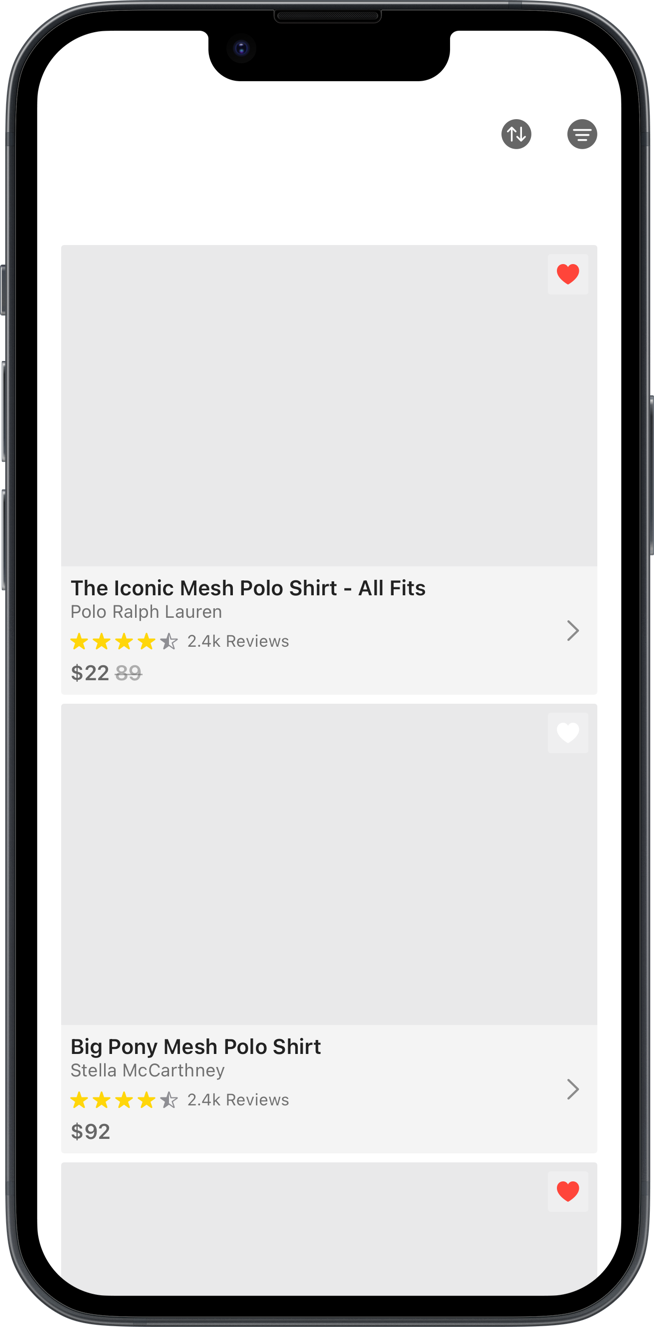 The Iconic Mesh Polo Shirt - All Fits
Polo Ralph Lauren
2.4k Reviews
$22 89
Big Pony Mesh Polo Shirt
Stella McCarthney
2.4k Reviews
$92